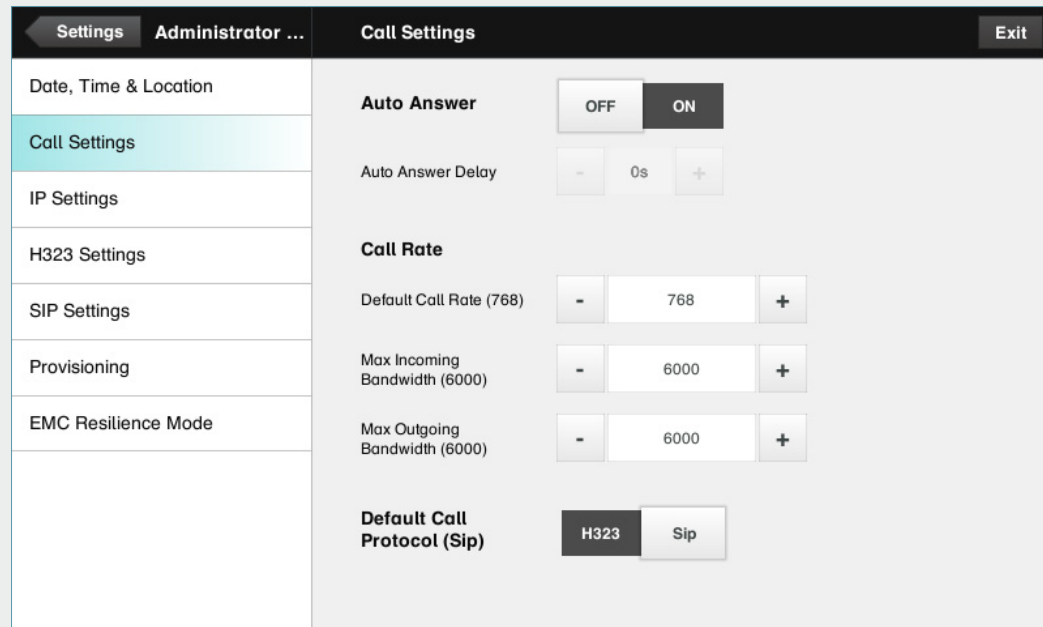 Settings
Administrator ...
Call Settings
Exit
Date, Time & Location
Call Settings
IP Settings
H323 Settings
SIP Settings
Provisioning
EMC Resilience Mode
Auto Answer
OFF
ON
Auto Answer Delay
-
0s
+
Call Rate
Default Call Rate (768)
-
768
+
Max Incoming
Bandwidth (6000)
-
6000
+
Max Outgoing
Bandwidth (6000)
-
6000
+
Default Call
Protocol (Sip)
H323
Sip